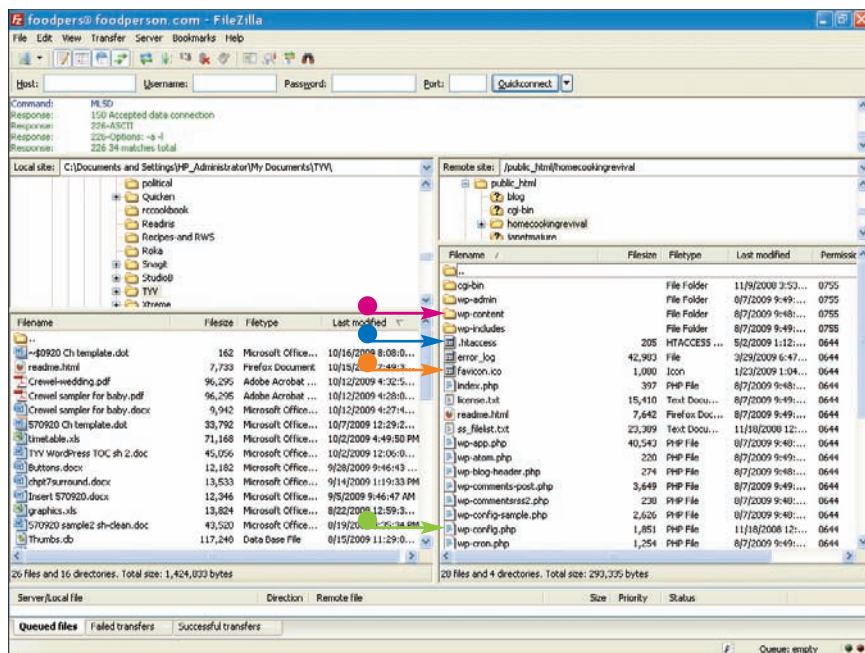 foodpers@foodperson.com - FileZilla
File Edit View Transfer Server Bookmarks Help
Host: Username: Password: Port: Quickconnect
Command: MLSD
Response: 150 Accepted data connection
Response: 226-ASCII
Response: 226-Options: -a -l
Response: 226 34 matches total
Local site: C:\Documents and Settings\HP_Administrator\My Documents\TYV\
political
Quicken
rccookbook
Readiris
Recipes-and RWS
Roka
Snagit
StudioB
TYV
Xtreme
Filename Filesize Filetype Last modified
..
~$0920 Ch template.dot 162 Microsoft Office... 10/16/2009 8:08:0...
readme.html 7,733 Firefox Document 10/15/2009 7:49:3...
Crewel-wedding.pdf 96,295 Adobe Acrobat ... 10/12/2009 4:32:5...
Crewel sampler for baby.pdf 96,295 Adobe Acrobat ... 10/12/2009 4:28:0...
Crewel sampler for baby.docx 9,942 Microsoft Office... 10/12/2009 4:27:4...
570920 Ch template.dot 33,792 Microsoft Office... 10/7/2009 12:29:2...
timetable.xls 71,168 Microsoft Office... 10/2/2009 4:49:50 PM
TYV WordPress TOC sh 2.doc 45,056 Microsoft Office... 10/2/2009 12:06:0...
Buttons.docx 12,182 Microsoft Office... 9/28/2009 9:46:43 ...
chpt7surround.docx 13,533 Microsoft Office... 9/14/2009 1:19:33 PM
Insert 570920.docx 12,346 Microsoft Office... 9/5/2009 9:46:47 AM
graphics.xls 13,824 Microsoft Office... 8/22/2009 12:59:3...
570920 sample2 sh-clean.doc 43,520 Microsoft Office... 8/19/2009 :35:34 PM
Thumbs.db 117,248 Data Base File 8/15/2009 11:29:0...
26 files and 16 directories. Total size: 1,424,833 bytes
Remote site: /public_html/homecookingrevival
public_html
blog
cgi-bin
homecookingrevival
Filename / Filesize Filetype Last modified Permissic
..
cgi-bin File Folder 11/9/2008 3:53... 0755
wp-admin File Folder 8/7/2009 9:49:... 0755
wp-content File Folder 8/7/2009 9:49:... 0755
wp-includes File Folder 8/7/2009 9:49:... 0755
.htaccess 205 HTACCESS ... 5/2/2009 1:12:... 0644
error_log 42,983 File 3/29/2009 6:47... 0644
favicon.ico Icon 1/23/2009 1:04... 0644
index.php 397 PHP File 8/7/2009 9:48:... 0644
license.txt 15,410 Text Docu... 8/7/2009 9:49:... 0644
readme.html 7,642 Firefox Doc... 8/7/2009 9:49:... 0644
ss_filelist.txt 23,389 Text Docu... 11/18/2008 12:... 0644
wp-app.php 40,543 PHP File 8/7/2009 9:48:... 0644
wp-atom.php 220 PHP File 8/7/2009 9:49:... 0644
wp-blog-header.php 274 PHP File 8/7/2009 9:48:... 0644
wp-comments-post.php 3,649 PHP File 8/7/2009 9:49:... 0644
wp-commentsrss2.php 238 PHP File 8/7/2009 9:48:... 0644
wp-config-sample.php 2,626 PHP File 8/7/2009 9:48:... 0644
wp-config.php 1,851 PHP File 11/18/2008 12:... 0644
wp-cron.php 1,254 PHP File 8/7/2009 9:49:... 0644
28 files and 4 directories. Total size: 293,335 bytes
Server/Local file Direction Remote file Size Priority Status
Queued files Failed transfers Successful transfers
Queue: empty